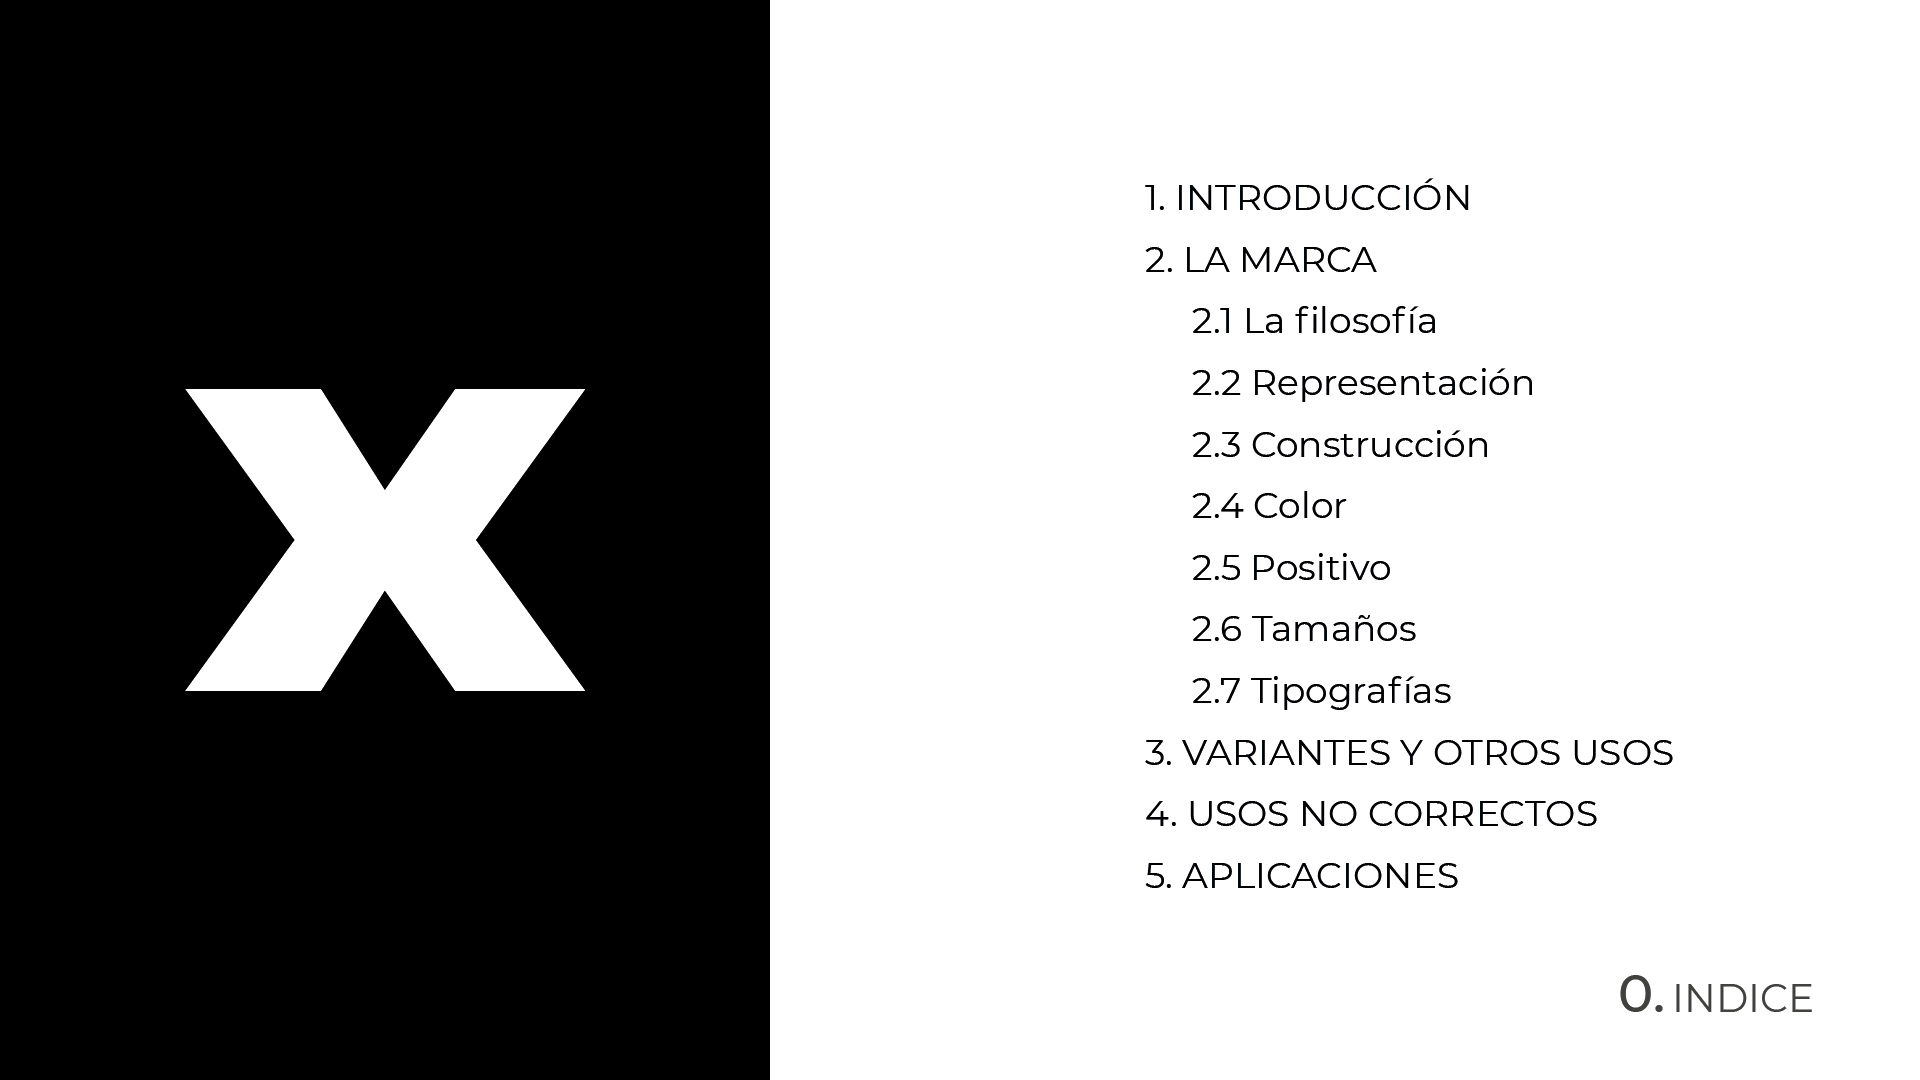 X
1. INTRODUCCIÓN
2. LA MARCA
2.1 La filosofía
2.2 Representación
2.3 Construcción
2.4 Color
2.5 Positivo
2.6 Tamaños
2.7 Tipografías
3. VARIANTES Y OTROS USOS
4. USOS NO CORRECTOS
5. APLICACIONES
0. INDICE